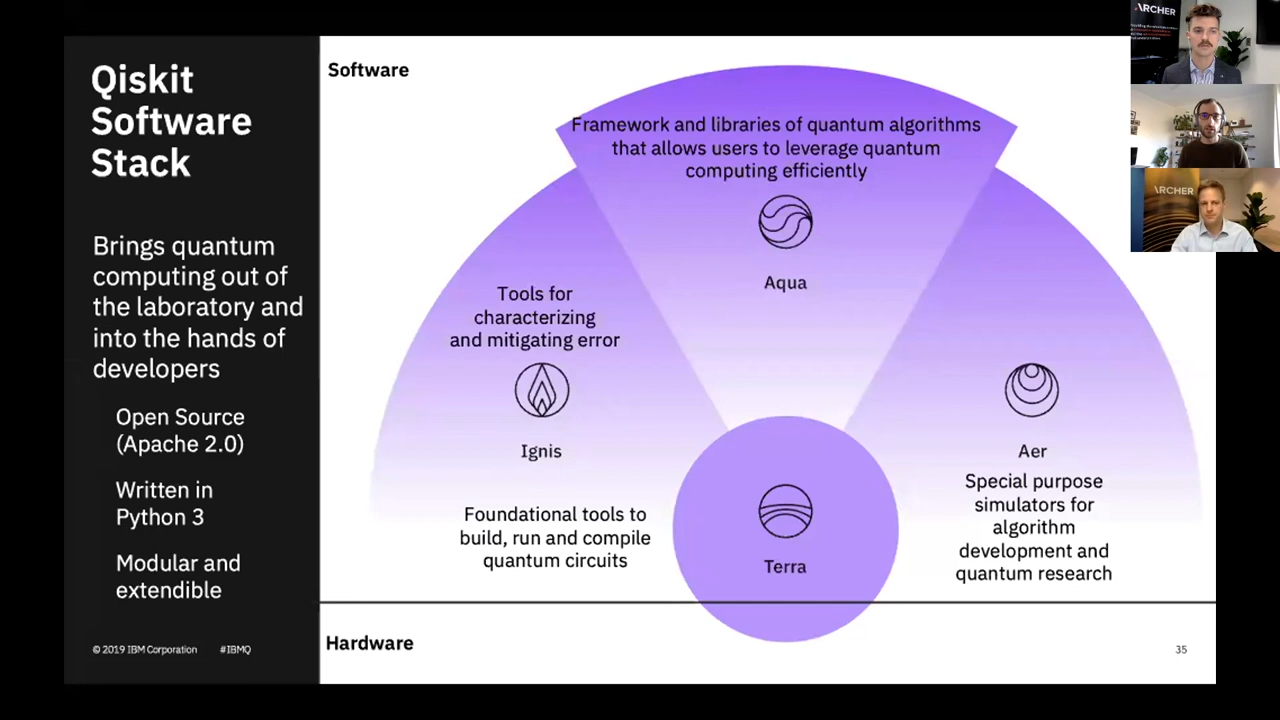 Qiskit
Software
Stack
Brings quantum
computing out of
the laboratory and
into the hands of
developers
Open Source
(Apache 2.0)
Written in
Python 3
Modular and
extendible
© 2019 IBM Corporation
#IBMQ
Software
Framework and libraries of quantum algorithms
that allows users to leverage quantum
computing efficiently
Aqua
Tools for
characterizing
and mitigating error
Ignis
Foundational tools to
build, run and compile
quantum circuits
Terra
Aer
Special purpose
simulators for
algorithm
development and
quantum research
Hardware
35
ARCHER
ARCHER